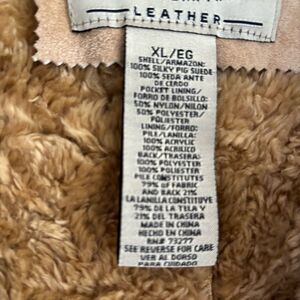 LEATHER
XL/EG
SHELL/ARMAZON:
100% SILKY PIG SUEDE
100% SEDA ANTE
DE CERDO
POCKET LINING/
FORRO DE BOLSILLO:
50% NYLON/NILON
50% POLYESTER/
POLIESTER
LINING/FORRO:
PILE/LANILLA:
100% ACRYLIC
100% ACRILICO
BACK/TRASERA:
100% POLYESTER
100% POLIESTER
PILE CONSTITUTES
79% OF FABRIC
AND BACK 21%
LA LANILLA CONSTITUYE
79% DE LA TELA Y
21% DEL TRASERA
MADE IN CHINA
HECHO EN CHINA
RN# 73277
SEE REVERSE FOR CARE
VER AL DORSO
PARA CUIDADO